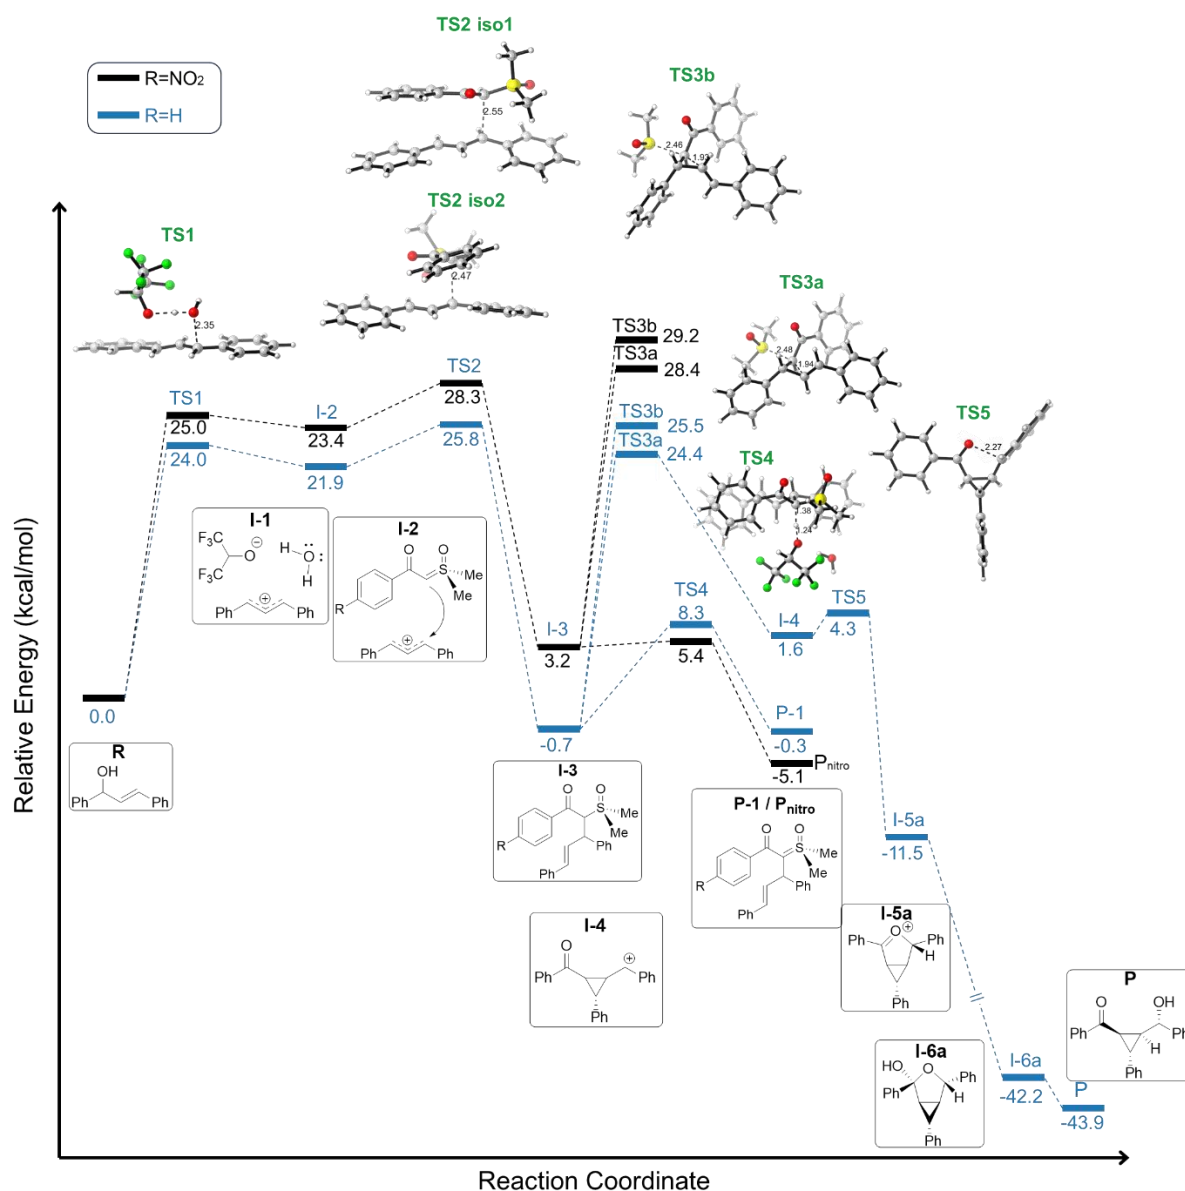 TS2 iso1
R=NO2
R=H
2.55
TS3b
2.46
1.93
TS2 iso2
2.47
TS1
2.35
TS3a
2.48
1.94
TS5
2.27
TS4
1.38
1.24
Relative Energy (kcal/mol)
TS3b
29.2
TS3a
28.4
TS3b
25.5
TS3a
24.4
TS2
28.3
25.8
TS1
25.0
24.0
I-2
23.4
21.9
I-1
F3C
F3C
O
⊖
H
O:
H
Ph
⊕
Ph
I-2
O
O
S
Me
Me
R
Ph
⊕
Ph
TS4
8.3
5.4
I-4
1.6
TS5
4.3
I-3
3.2
-0.7
0.0
R
OH
Ph
Ph
P-1
-0.3
-5.1
Pnitro
I-3
O
O
S
Me
Me
R
Ph
Ph
P-1 / Pnitro
O
O
S
Me
Me
R
Ph
Ph
I-5a
-11.5
I-4
O
⊕
Ph
Ph
Ph
I-5a
Ph
O
⊕
Ph
H
Ph
I-6a
HO
O
Ph
Ph
H
Ph
I-6a
-42.2
P
-43.9
P
O
OH
Ph
Ph
H
Ph
Reaction Coordinate